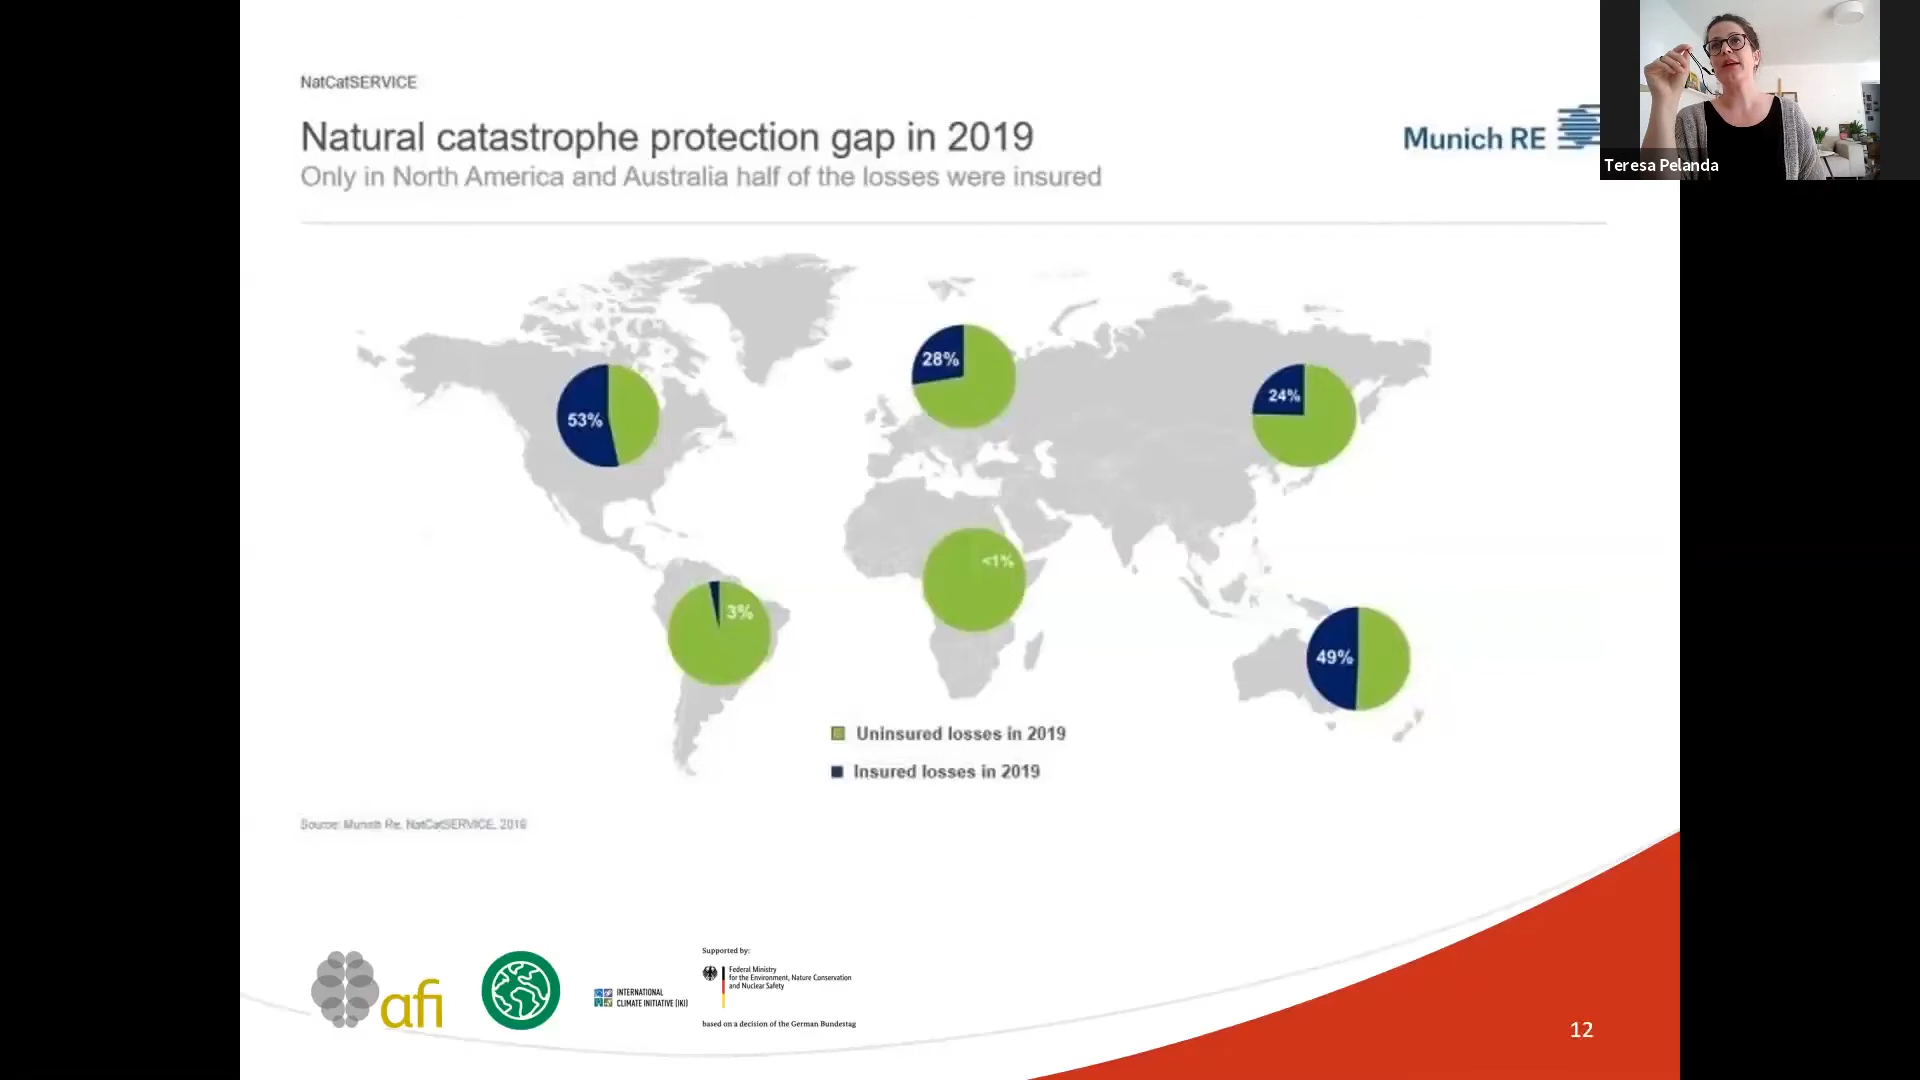 NatCatSERVICE
Natural catastrophe protection gap in 2019
Only in North America and Australia half of the losses were insured
Munich RE
Teresa Pelanda
28%
53%
24%
<1%
3%
49%
Uninsured losses in 2019
Insured losses in 2019
Source: Munich Re, NatCatSERVICE, 2019
afi
INTERNATIONAL
CLIMATE INITIATIVE (IKI)
Supported by:
Federal Ministry
for the Environment, Nature Conservation
and Nuclear Safety
based on a decision of the German Bundestag
12